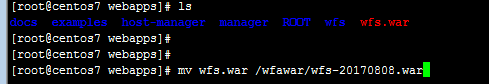 [root@centos7 webapps]# ls
docs examples host-manager manager ROOT wfs wfs.war
[root@centos7 webapps]#
[root@centos7 webapps]#
[root@centos7 webapps]# mv wfs.war /wfawar/wfs-20170808.war